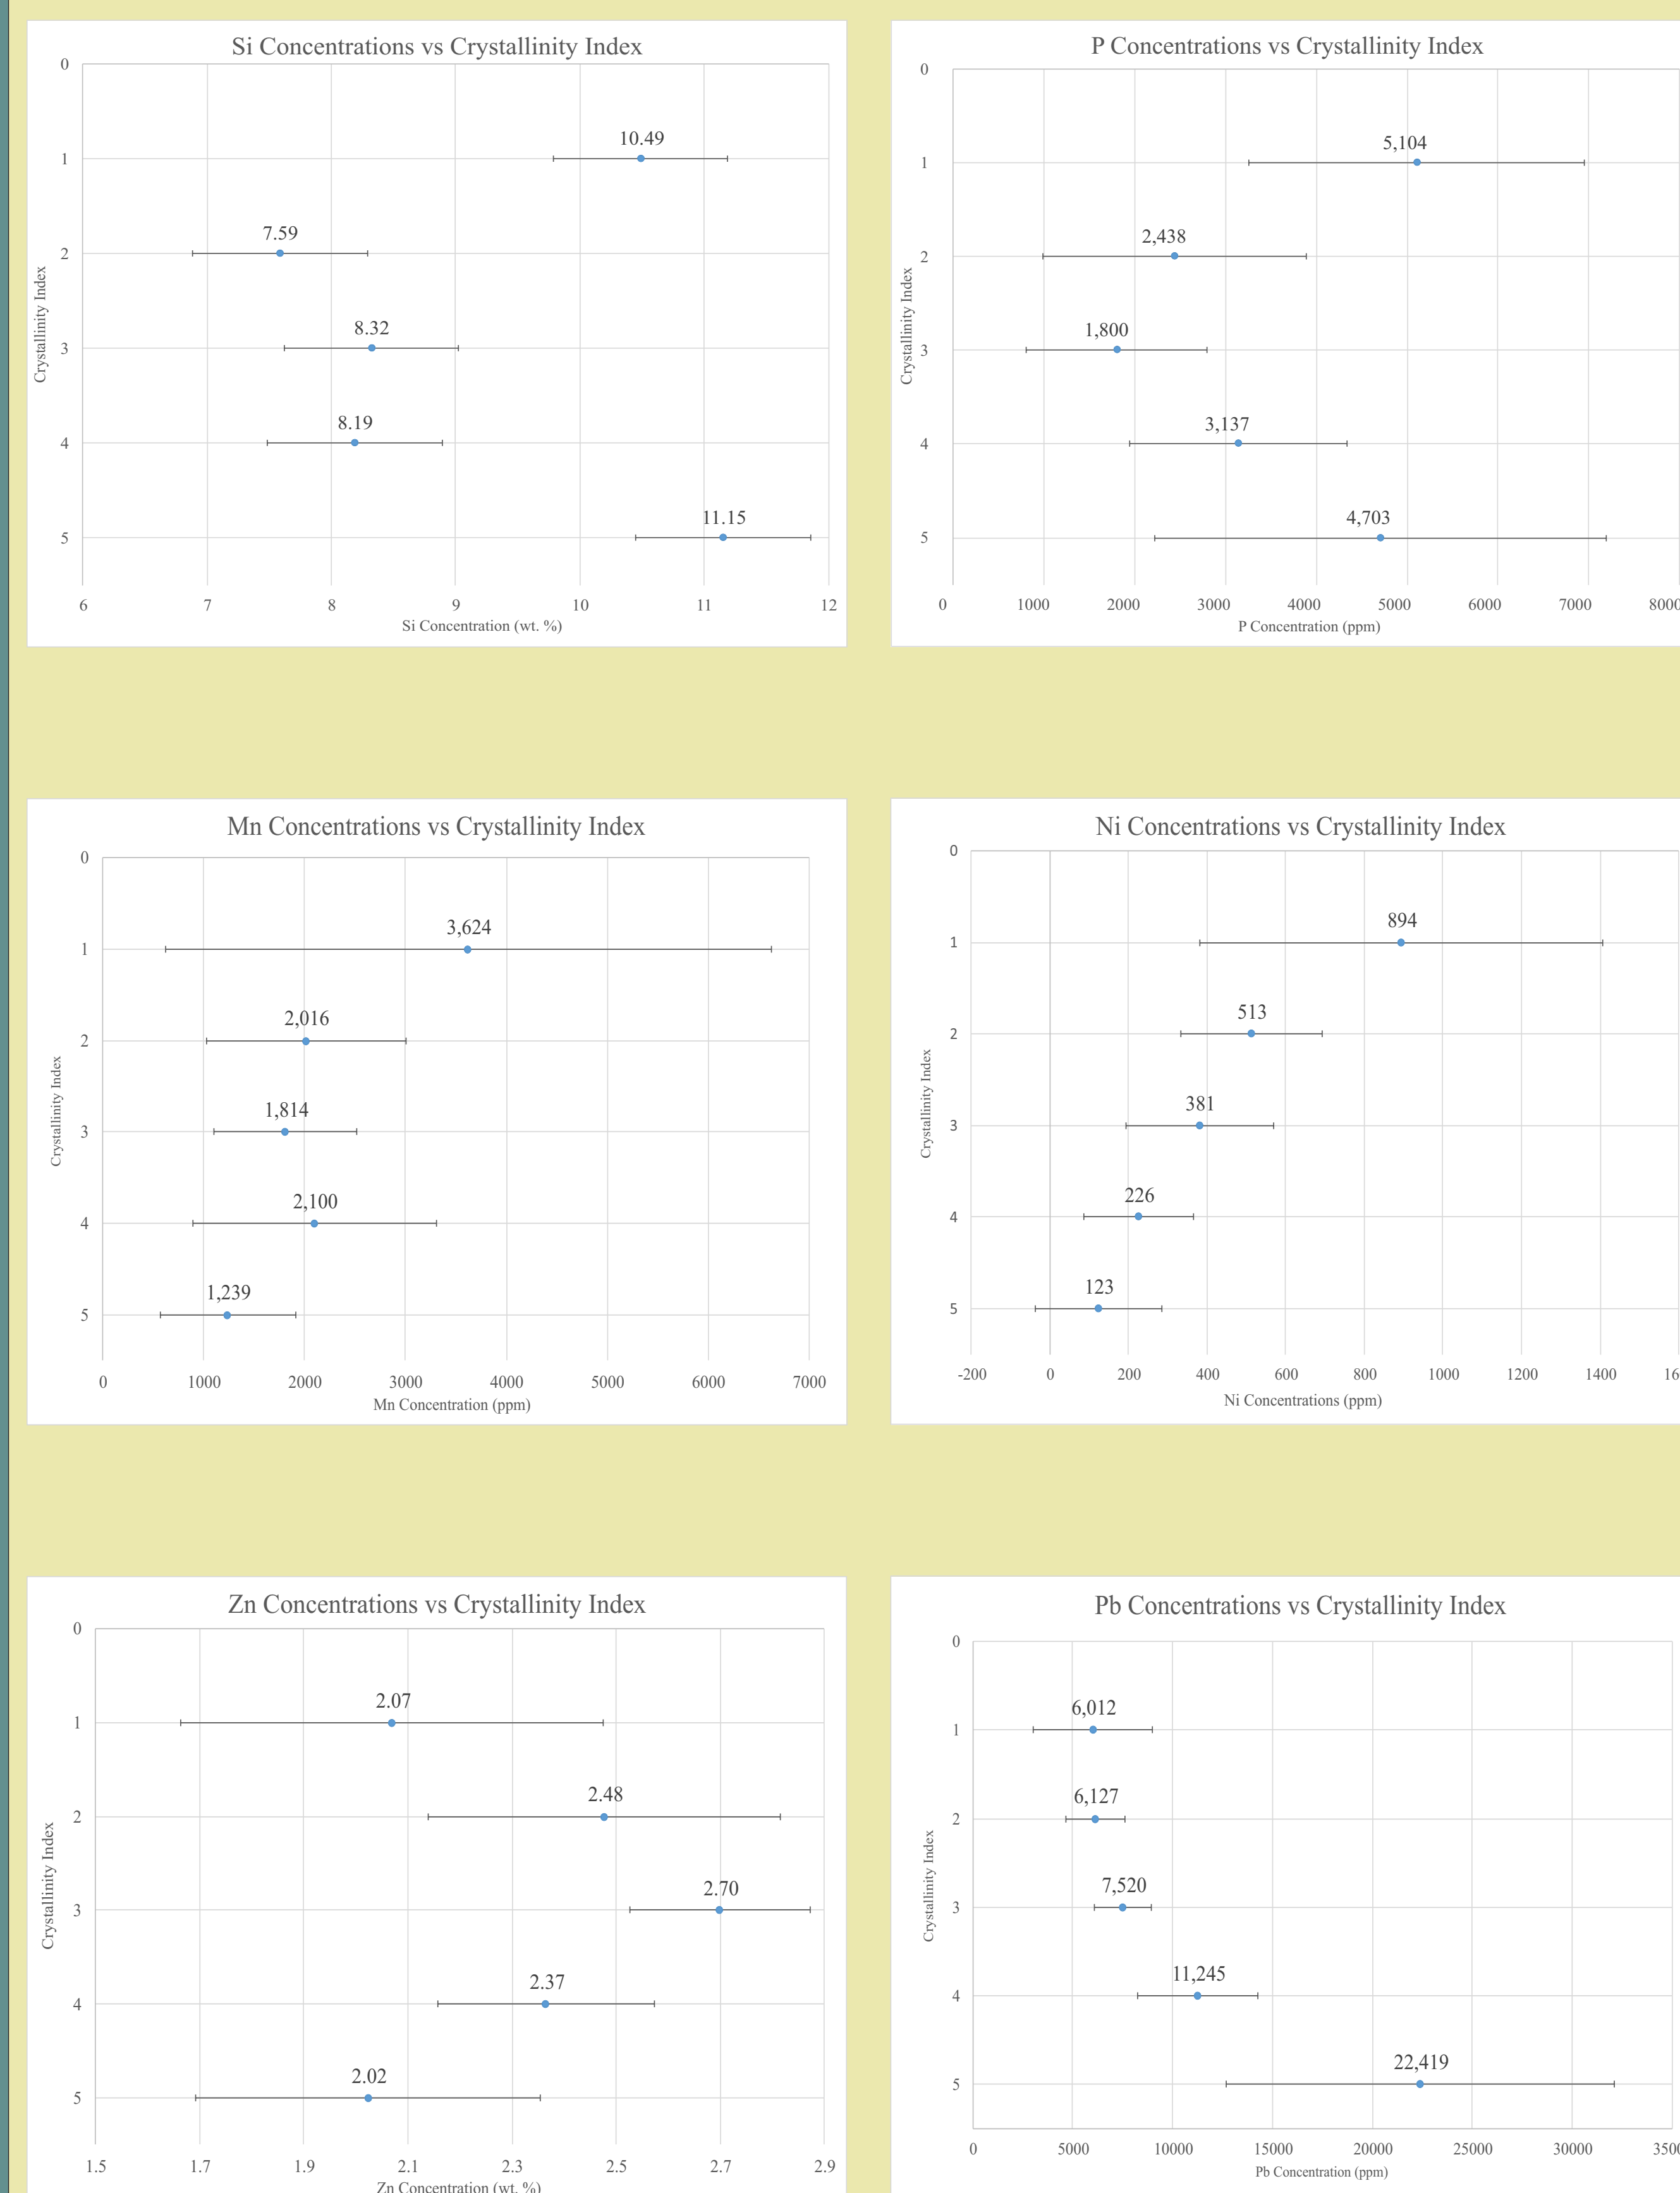 Si Concentrations vs Crystallinity Index
0
10.49
1
7.59
2
Crystallinity Index
8.32
3
8.19
4
11.15
5
6 7 8 9 10 11 12
Si Concentration (wt. %)
P Concentrations vs Crystallinity Index
0
5,104
1
2,438
2
Crystallinity Index
1,800
3
3,137
4
4,703
5
0 1000 2000 3000 4000 5000 6000 7000 8000
P Concentration (ppm)
Mn Concentrations vs Crystallinity Index
0
3,624
1
2,016
2
Crystallinity Index
1,814
3
2,100
4
1,239
5
0 1000 2000 3000 4000 5000 6000 7000
Mn Concentration (ppm)
Ni Concentrations vs Crystallinity Index
0
894
1
513
2
Crystallinity Index
381
3
226
4
123
5
-200 0 200 400 600 800 1000 1200 1400
Ni Concentrations (ppm)
Zn Concentrations vs Crystallinity Index
0
2.07
1
2.48
2
Crystallinity Index
2.70
3
2.37
4
2.02
5
1.5 1.7 1.9 2.1 2.3 2.5 2.7 2.9
Zn Concentration (wt. %)
Pb Concentrations vs Crystallinity Index
0
6,012
1
6,127
2
Crystallinity Index
7,520
3
11,245
4
22,419
5
0 5000 10000 15000 20000 25000 30000
Pb Concentration (ppm)